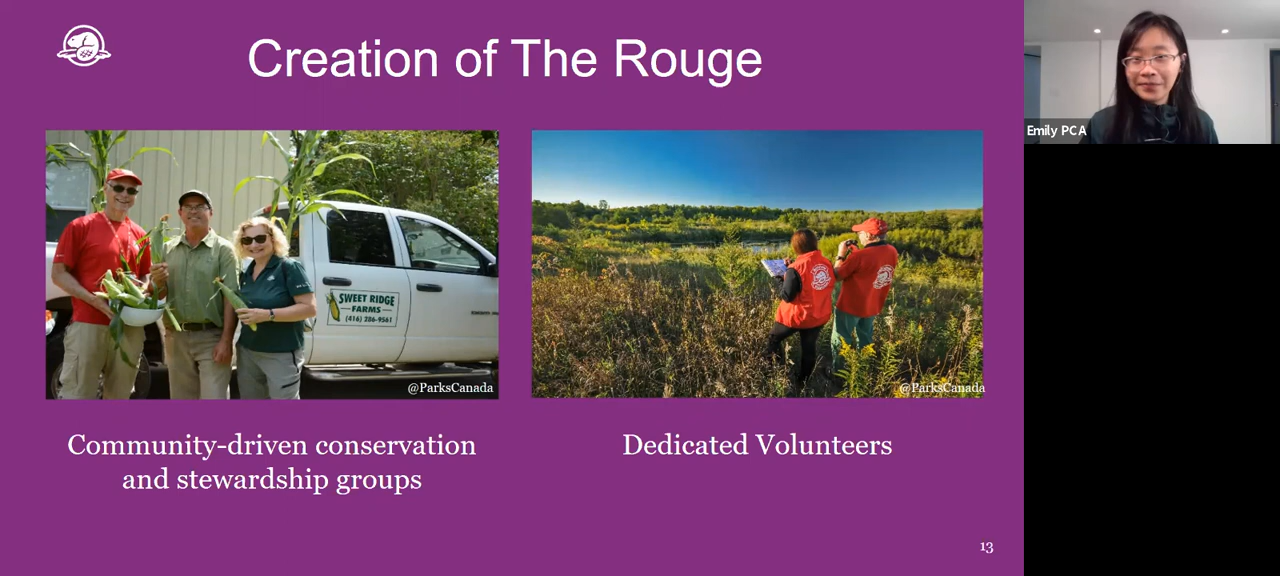 Creation of The Rouge
SWEET RIDGE
FARMS
(416) 286-9561
@ParksCanada
@ParksCanada
Community-driven conservation
and stewardship groups
Dedicated Volunteers
13
Emily PCA